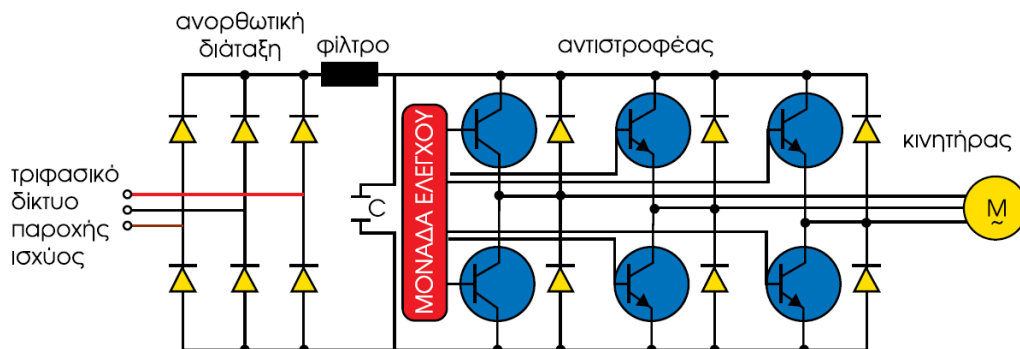 ανορθωτική
διάταξη
φίλτρο
αντιστροφέας
κινητήρας
τριφασικό
δίκτυο
παροχής
ισχύος
C
ΜΟΝΑΔΑ ΕΛΕΓΧΟΥ
M
~